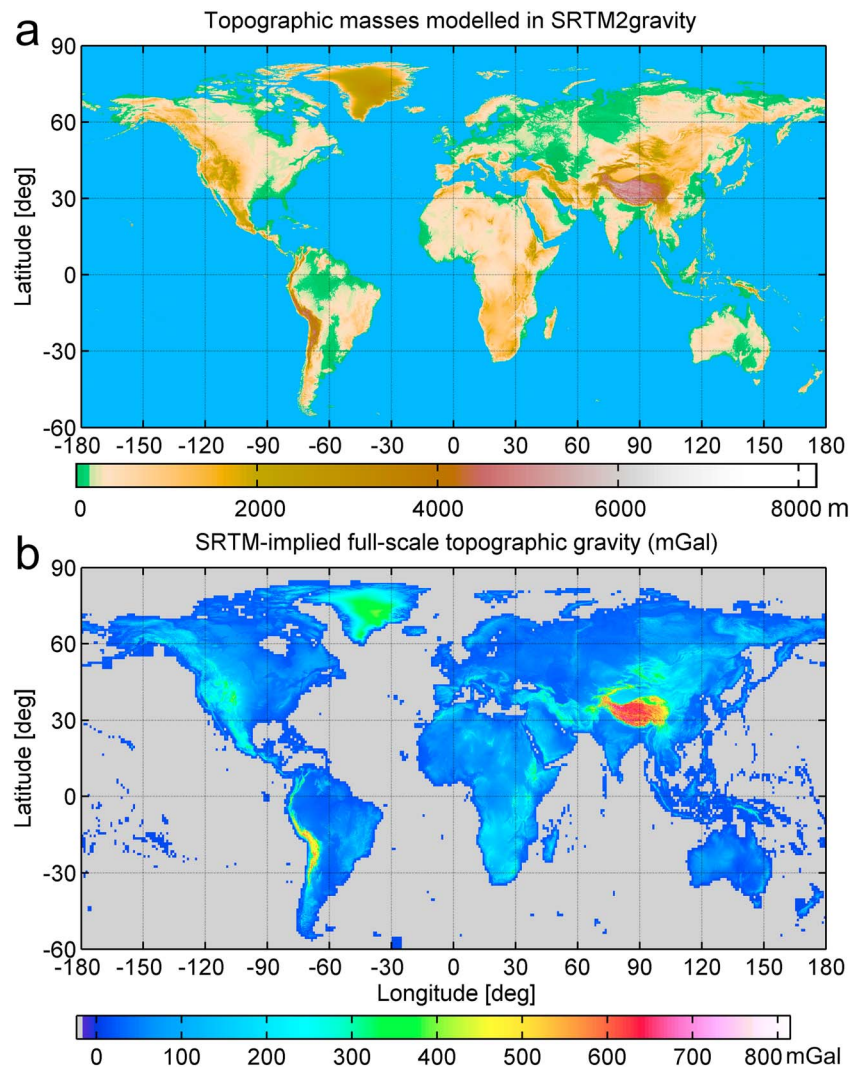 a
Topographic masses modelled in SRTM2gravity
90
60
30
0
-30
-60
Latitude [deg]
-180 -150 -120 -90 -60 -30 0 30 60 90 120 150 180
0 2000 4000 6000 8000 m
b
SRTM-implied full-scale topographic gravity (mGal)
90
60
30
0
-30
-60
Latitude [deg]
-180 -150 -120 -90 -60 -30 0 30 60 90 120 150 180
Longitude [deg]
0 100 200 300 400 500 600 700 800 mGal